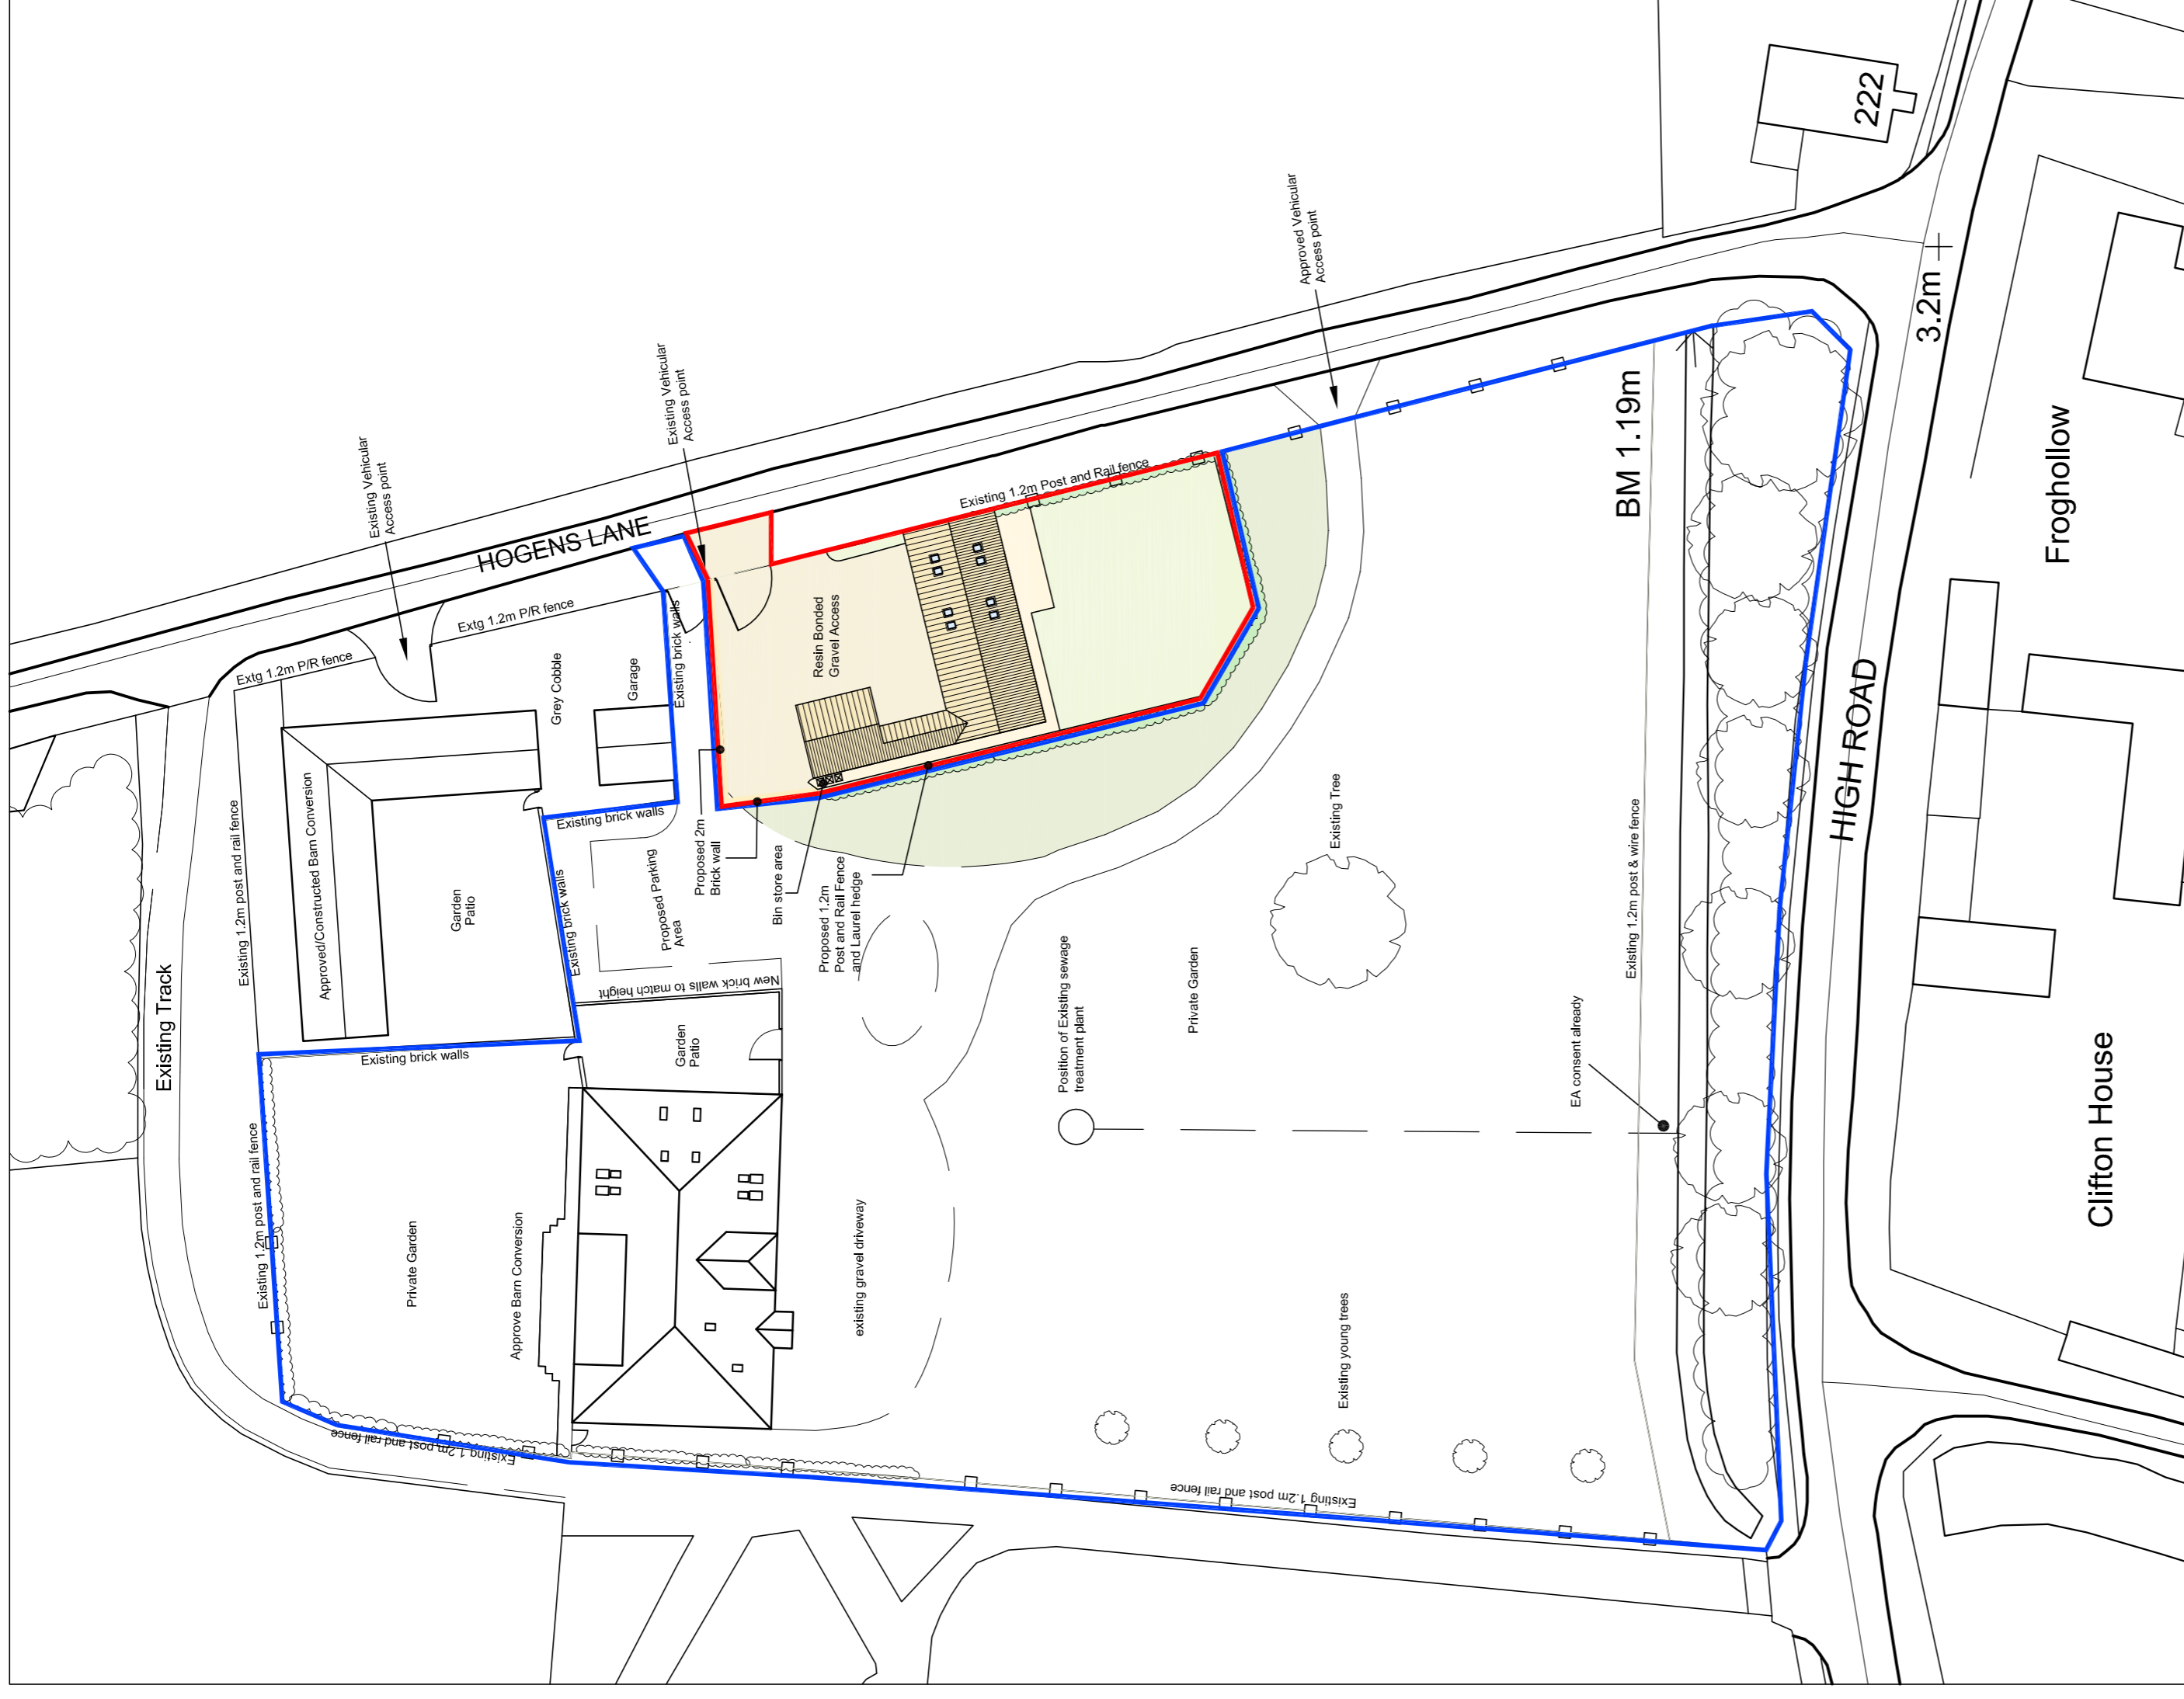 HOGENS LANE
Existing Vehicular
Access point
Existing Vehicular
Access point
Approved Vehicular
Access point
222
3.2m
BM 1.19m
Froghollow
HIGH ROAD
Clifton House
Existing Track
Extg 1.2m P/R fence
Extg 1.2m P/R fence
Grey Cobble
Garage
Existing brick walls
Existing 1.2m Post and Rail fence
Resin Bonded
Gravel Access
Existing 1.2m post and rail fence
Approved/Constructed Barn Conversion
Garden
Patio
Existing brick walls
Existing brick walls
Proposed Parking
Area
Proposed 2m
Brick wall
Bin store area
Proposed 1.2m
Post and Rail Fence
and Laurel hedge
New brick walls to match height
Existing brick walls
Garden
Patio
Existing Tree
Existing 1.2m post & wire fence
Position of Existing sewage
treatment plant
Private Garden
EA consent already
Existing 1.2m post and rail fence
Private Garden
Approve Barn Conversion
existing gravel driveway
Existing young trees
Existing 1.2m post and rail fence
Existing 1.2m post and rail fence